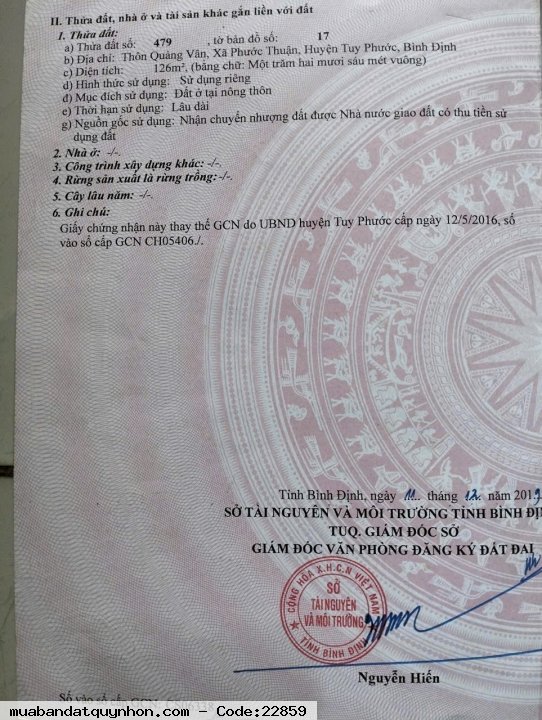 II. Thửa đất, nhà ở và tài sản khác gắn liền với đất
1. Thửa đất:
a) Thửa đất số: 479 , tờ bản đồ số: 17
b) Địa chỉ: Thôn Quảng Vân, Xã Phước Thuận, Huyện Tuy Phước, Bình Định
c) Diện tích: 126m², (bằng chữ: Một trăm hai mươi sáu mét vuông)
d) Hình thức sử dụng: Sử dụng riêng
đ) Mục đích sử dụng: Đất ở tại nông thôn
e) Thời hạn sử dụng: Lâu dài
g) Nguồn gốc sử dụng: Nhận chuyển nhượng đất được Nhà nước giao đất có thu tiền sử
dụng đất
2. Nhà ở: -/-.
3. Công trình xây dựng khác: -/-.
4. Rừng sản xuất là rừng trồng: -/-.
5. Cây lâu năm: -/-.
6. Ghi chú:
Giấy chứng nhận này thay thế GCN do UBND huyện Tuy Phước cấp ngày 12/5/2016, số
vào sổ cấp GCN CH05406./.
Tỉnh Bình Định, ngày 11. tháng 12. năm 2019
SỞ TÀI NGUYÊN VÀ MÔI TRƯỜNG TỈNH BÌNH ĐỊN
TUQ. GIÁM ĐỐC SỞ
GIÁM ĐỐC VĂN PHÒNG ĐĂNG KÝ ĐẤT ĐAI
CỘNG HÒA X.H.C.N VIỆT NAM
SỞ
TÀI NGUYÊN
VÀ MÔI TRƯỜNG
TỈNH BÌNH ĐỊNH
Nguyễn Hiến
Số vào sổ cấp
muabandatquynhon.com - Code:22859